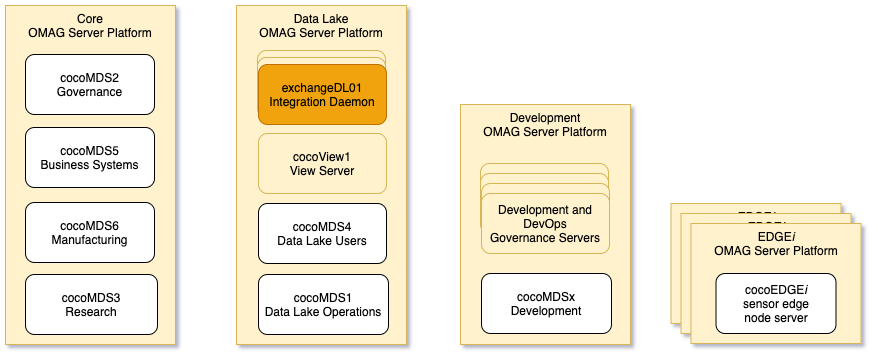 Core
OMAG Server Platform
cocoMDS2
Governance
cocoMDS5
Business Systems
cocoMDS6
Manufacturing
cocoMDS3
Research
Data Lake
OMAG Server Platform
exchangeDL01
Integration Daemon
cocoView1
View Server
cocoMDS4
Data Lake Users
cocoMDS1
Data Lake Operations
Development
OMAG Server Platform
Development and
DevOps
Governance Servers
cocoMDSx
Development
EDGEi
OMAG Server Platform
cocoEDGEi
sensor edge
node server